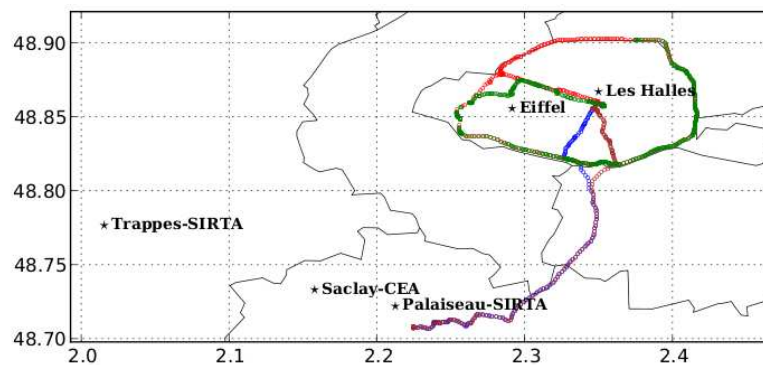 48.90
48.85
48.80
48.75
48.70
Les Halles
Eiffel
Trappes-SIRTA
Saclay-CEA
Palaiseau-SIRTA
2.0 2.1 2.2 2.3 2.4